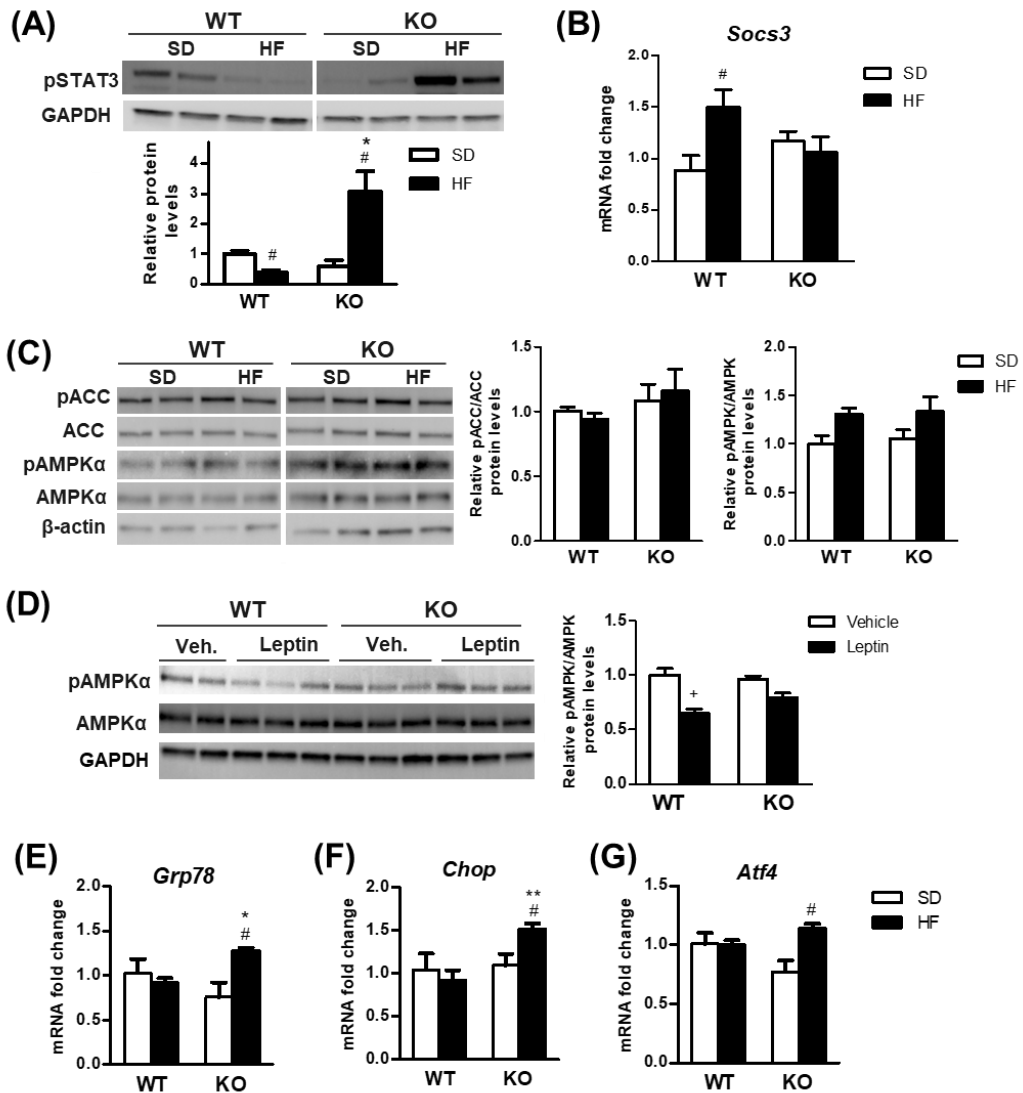 (A)
WT KO
SD HF SD HF
pSTAT3
GAPDH
Relative protein
levels
4
3
2
1
0
#
*
#
SD
HF
WT KO
(B)
Socs3
mRNA fold change
2.0
1.5
1.0
0.5
0.0
#
SD
HF
WT KO
(C)
WT KO
SD HF SD HF
pACC
ACC
pAMPKα
AMPKα
β-actin
Relative pACC/ACC
protein levels
1.5
1.0
0.5
0.0
WT KO
Relative pAMPK/AMPK
protein levels
2.0
1.5
1.0
0.5
0.0
WT KO
SD
HF
(D)
WT KO
Veh. Leptin Veh. Leptin
pAMPKα
AMPKα
GAPDH
Relative pAMPK/AMPK
protein levels
1.5
1.0
0.5
0.0
+
Vehicle
Leptin
WT KO
(E)
Grp78
mRNA fold change
2.0
1.5
1.0
0.5
0.0
*
#
WT KO
(F)
Chop
mRNA fold change
2.0
1.5
1.0
0.5
0.0
**
#
WT KO
(G)
Atf4
mRNA fold change
1.5
1.0
0.5
0.0
#
SD
HF
WT KO